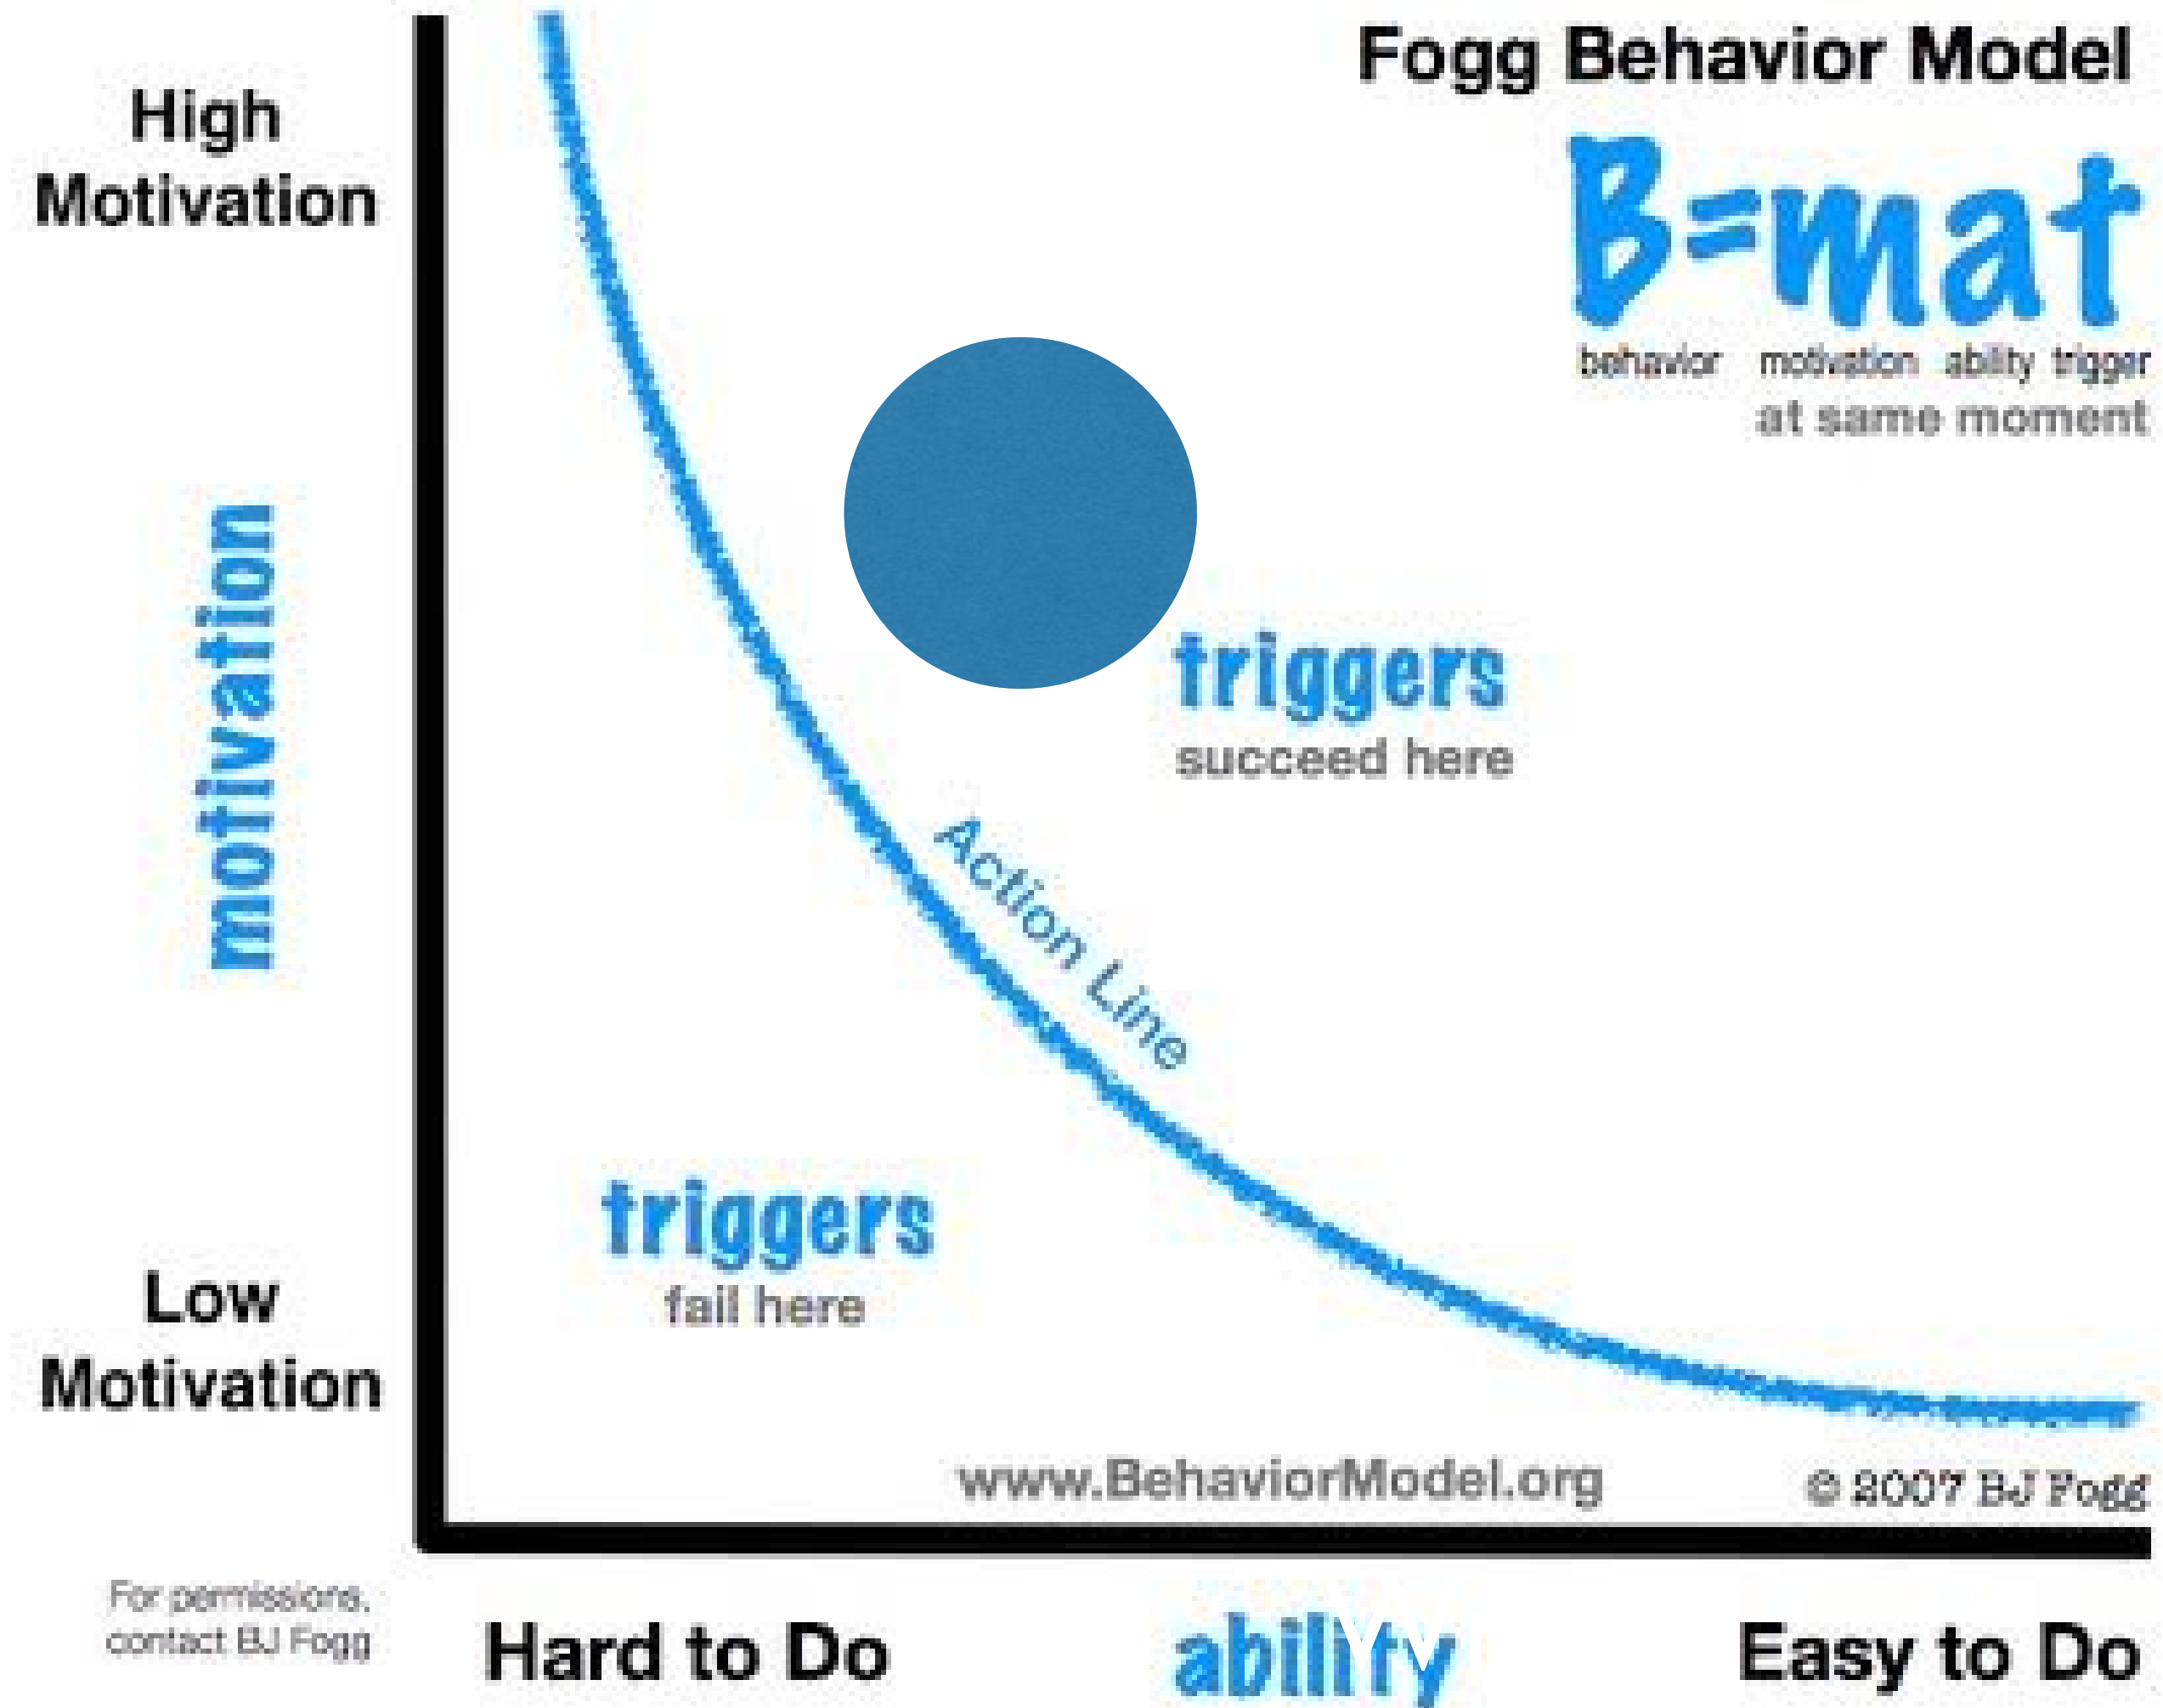 Fogg Behavior Model
B=mat
behavior motivation ability trigger
at same moment
High
Motivation
motivation
triggers
succeed here
Action Line
triggers
fail here
Low
Motivation
www.BehaviorModel.org
© 2007 BJ Fogg
For permissions,
contact BJ Fogg
Hard to Do
ability
Easy to Do